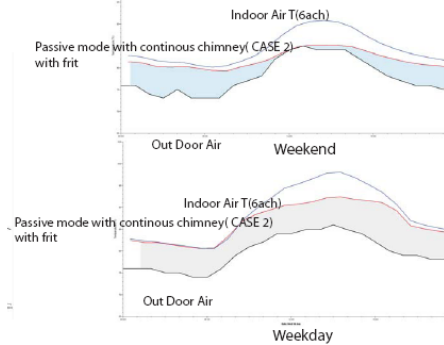 Indoor Air T(6ach)
Passive mode with continous chimney( CASE 2)
with frit
Out Door Air
Weekend
Indoor Air T(6ach)
Passive mode with continous chimney( CASE 2)
with frit
Out Door Air
Weekday